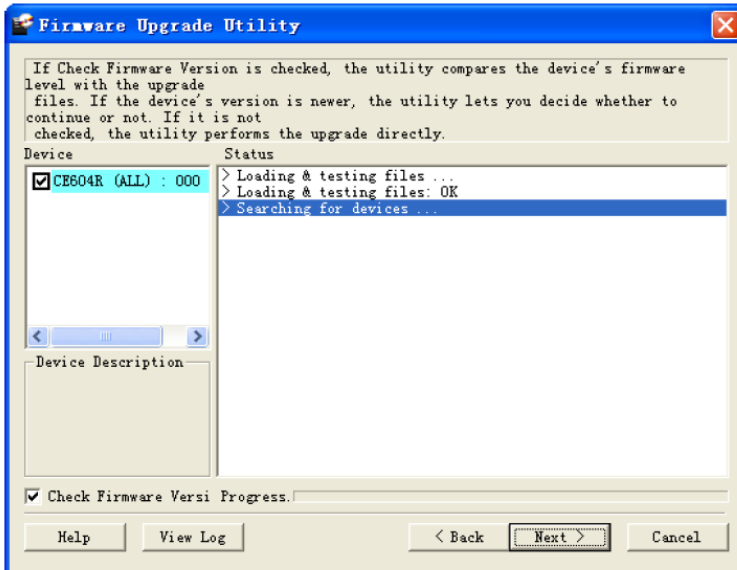 Firmware Upgrade Utility
If Check Firmware Version is checked, the utility compares the device's firmware
level with the upgrade
files. If the device's version is newer, the utility lets you decide whether to
continue or not. If it is
not
checked, the utility performs the upgrade directly.
Device
Status
CE604R (ALL) : 000
> Loading & testing files ...
> Loading & testing files: OK
> Searching for devices ...
Device Description
Check Firmware Versi Progress.
Help
View Log
< Back
Next >
Cancel